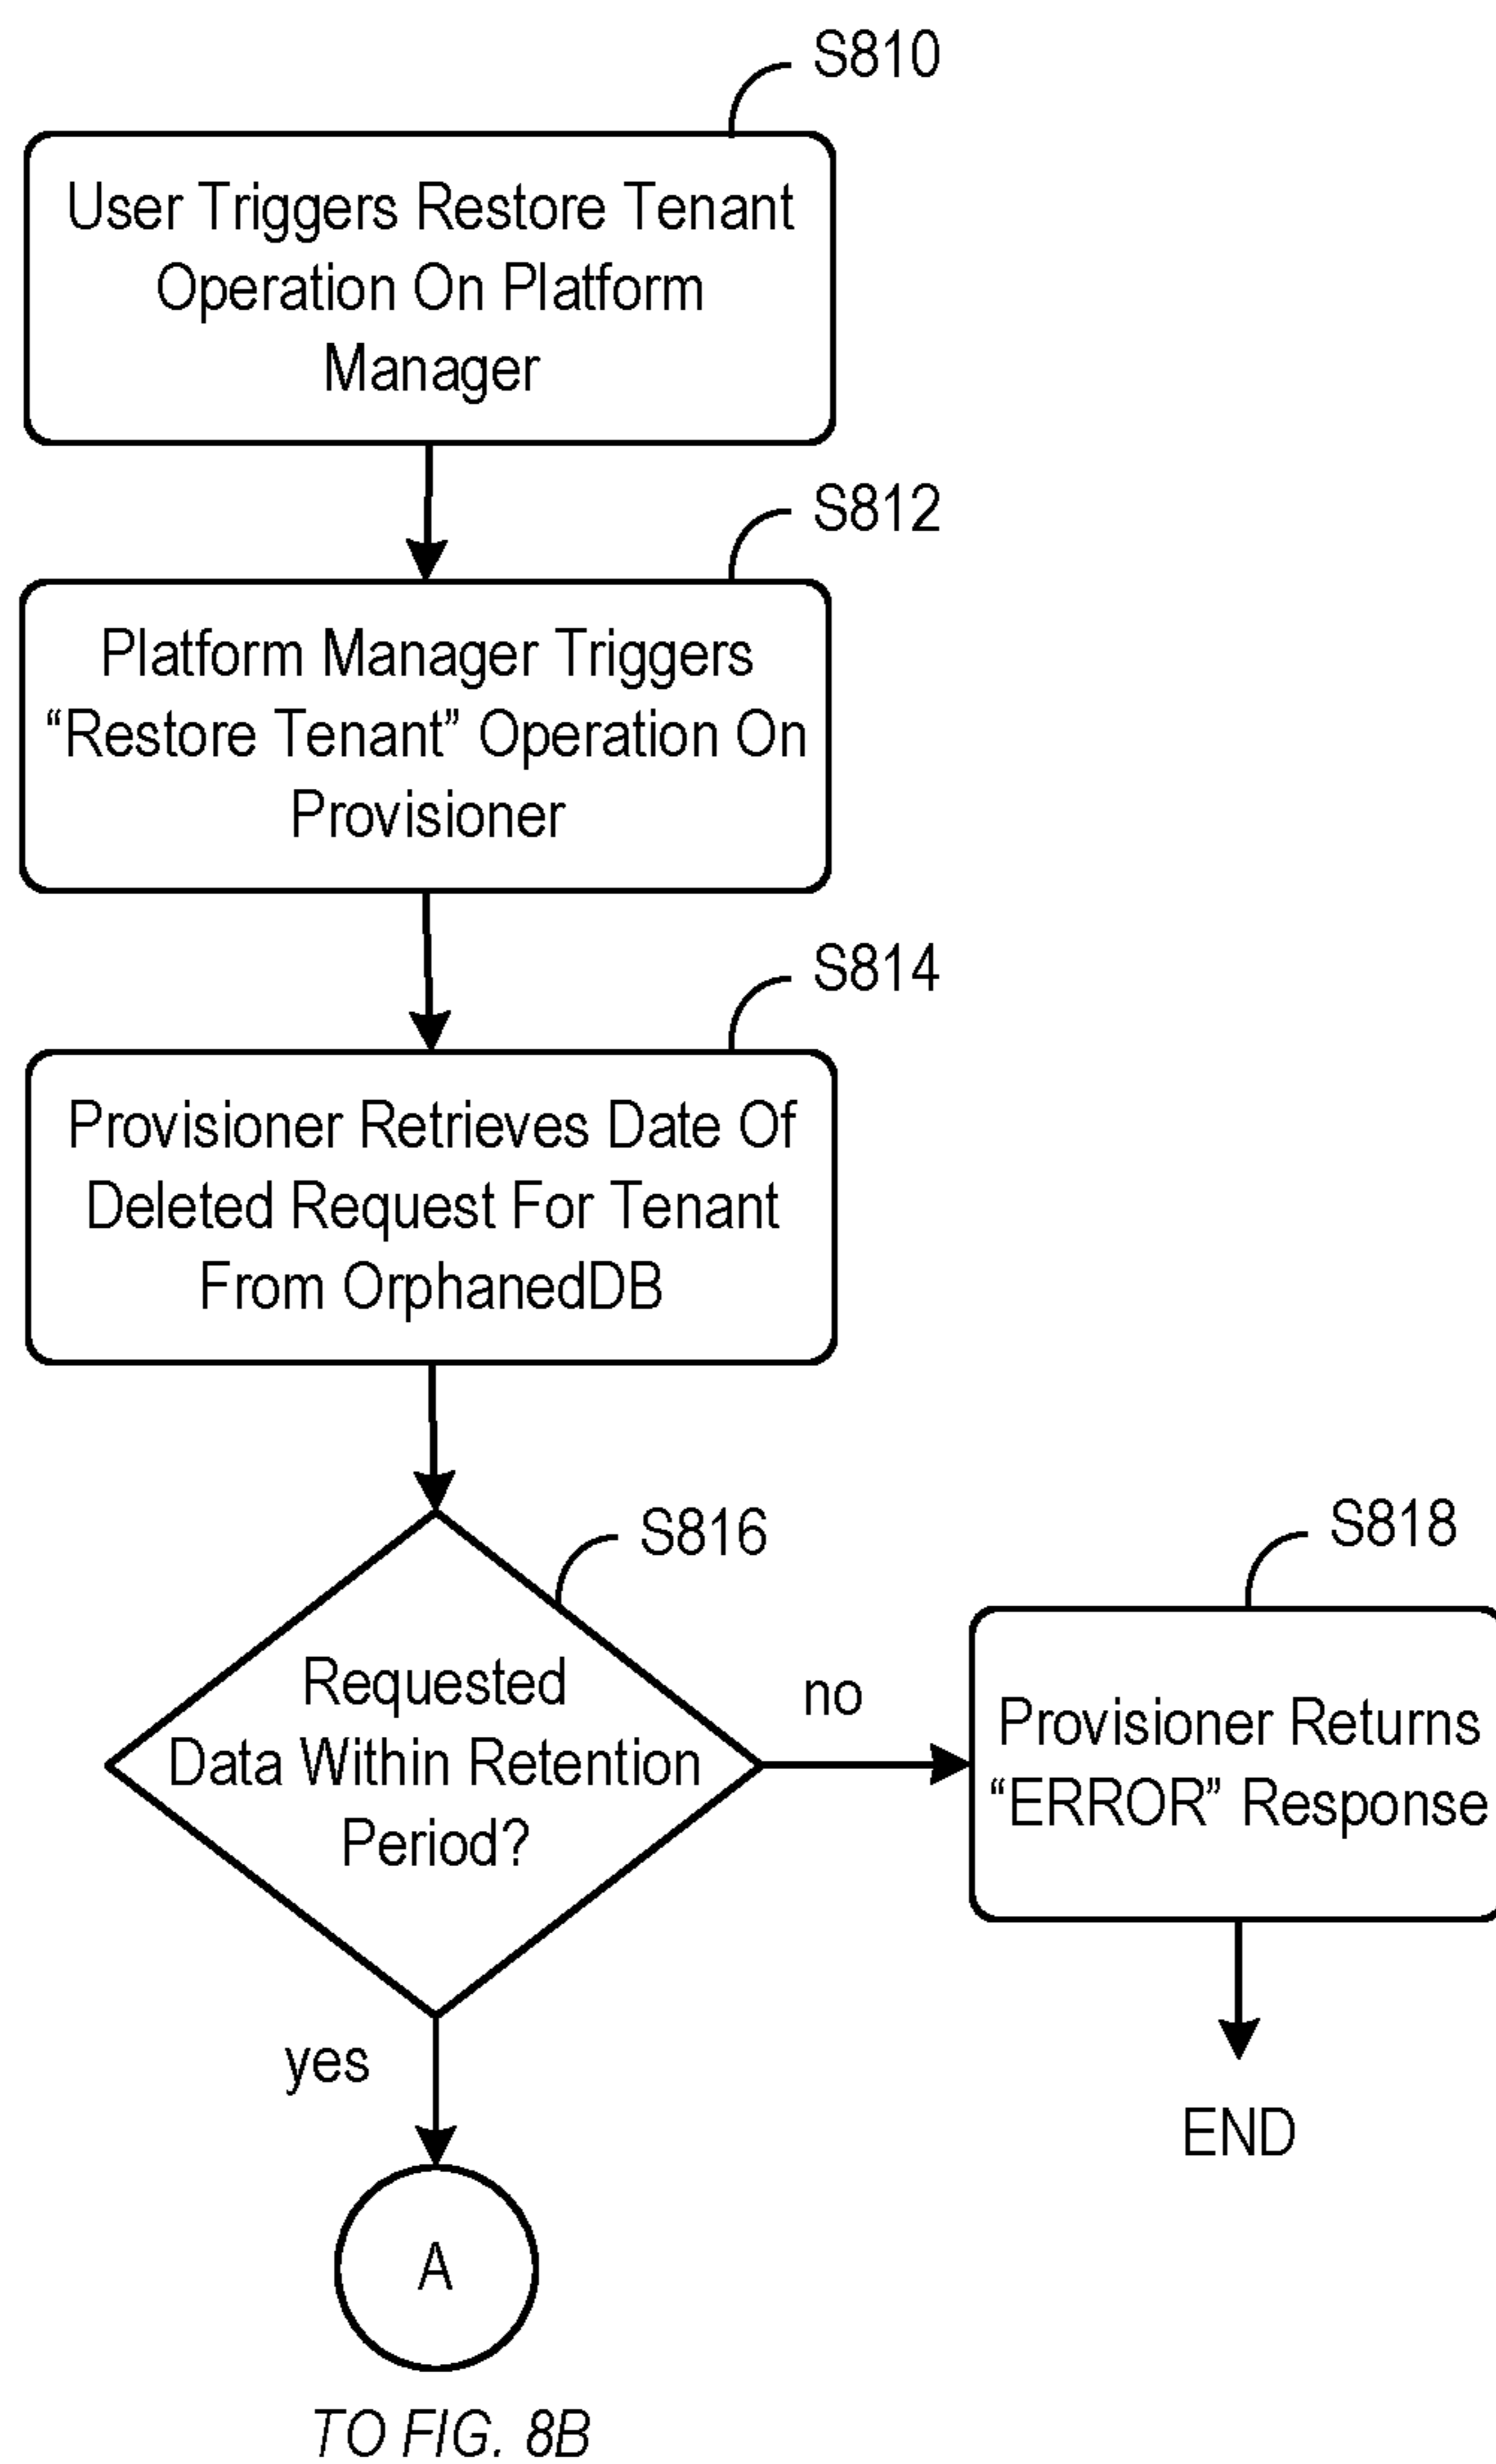 S810
User Triggers Restore Tenant
Operation On Platform
Manager
S812
Platform Manager Triggers
“Restore Tenant” Operation On
Provisioner
S814
Provisioner Retrieves Date Of
Deleted Request For Tenant
From OrphanedDB
S816
Requested
Data Within Retention
Period?
no
S818
Provisioner Returns
“ERROR” Response
END
yes
A
TO FIG. 8B